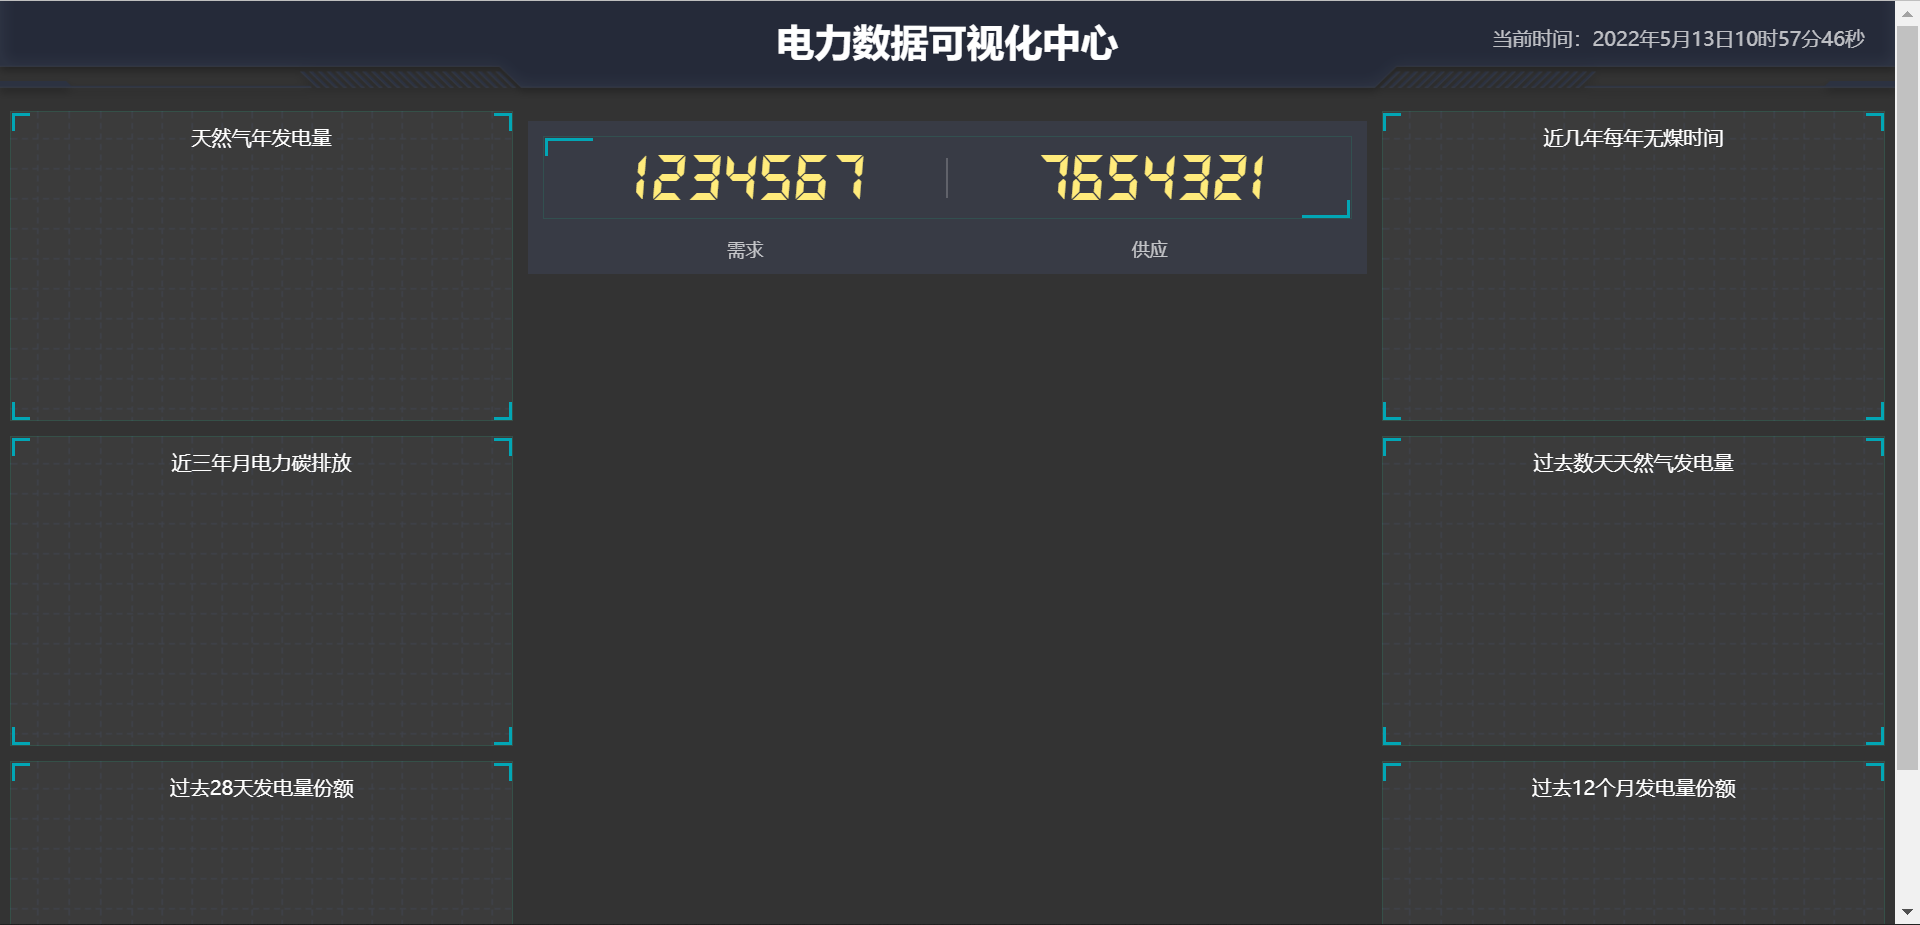 电力数据可视化中心
当前时间：2022年5月13日10时57分46秒
天然气年发电量
1234567
7654321
需求
供应
近几年每年无煤时间
近三年月电力碳排放
过去数天天然气发电量
过去28天发电量份额
过去12个月发电量份额